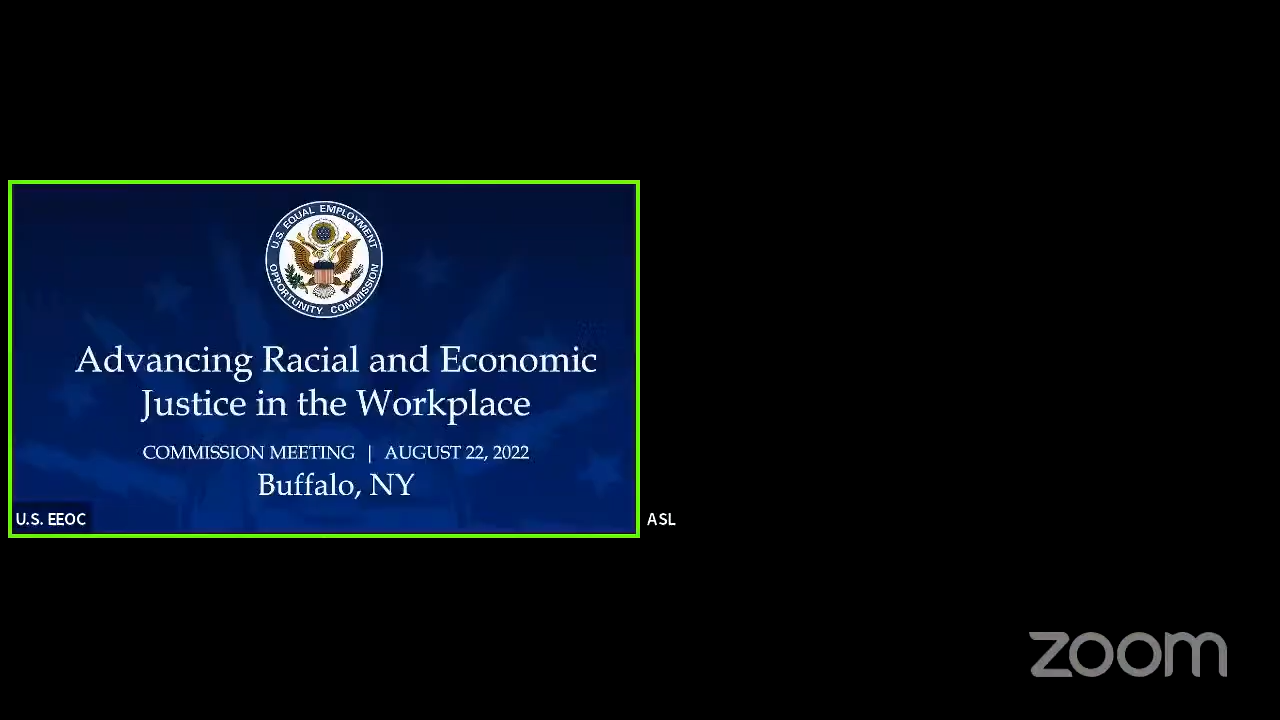 U.S. EQUAL EMPLOYMENT
OPPORTUNITY COMMISSION
Advancing Racial and Economic
Justice in the Workplace
COMMISSION MEETING | AUGUST 22, 2022
Buffalo, NY
U.S. EEOC
ASL
zoom